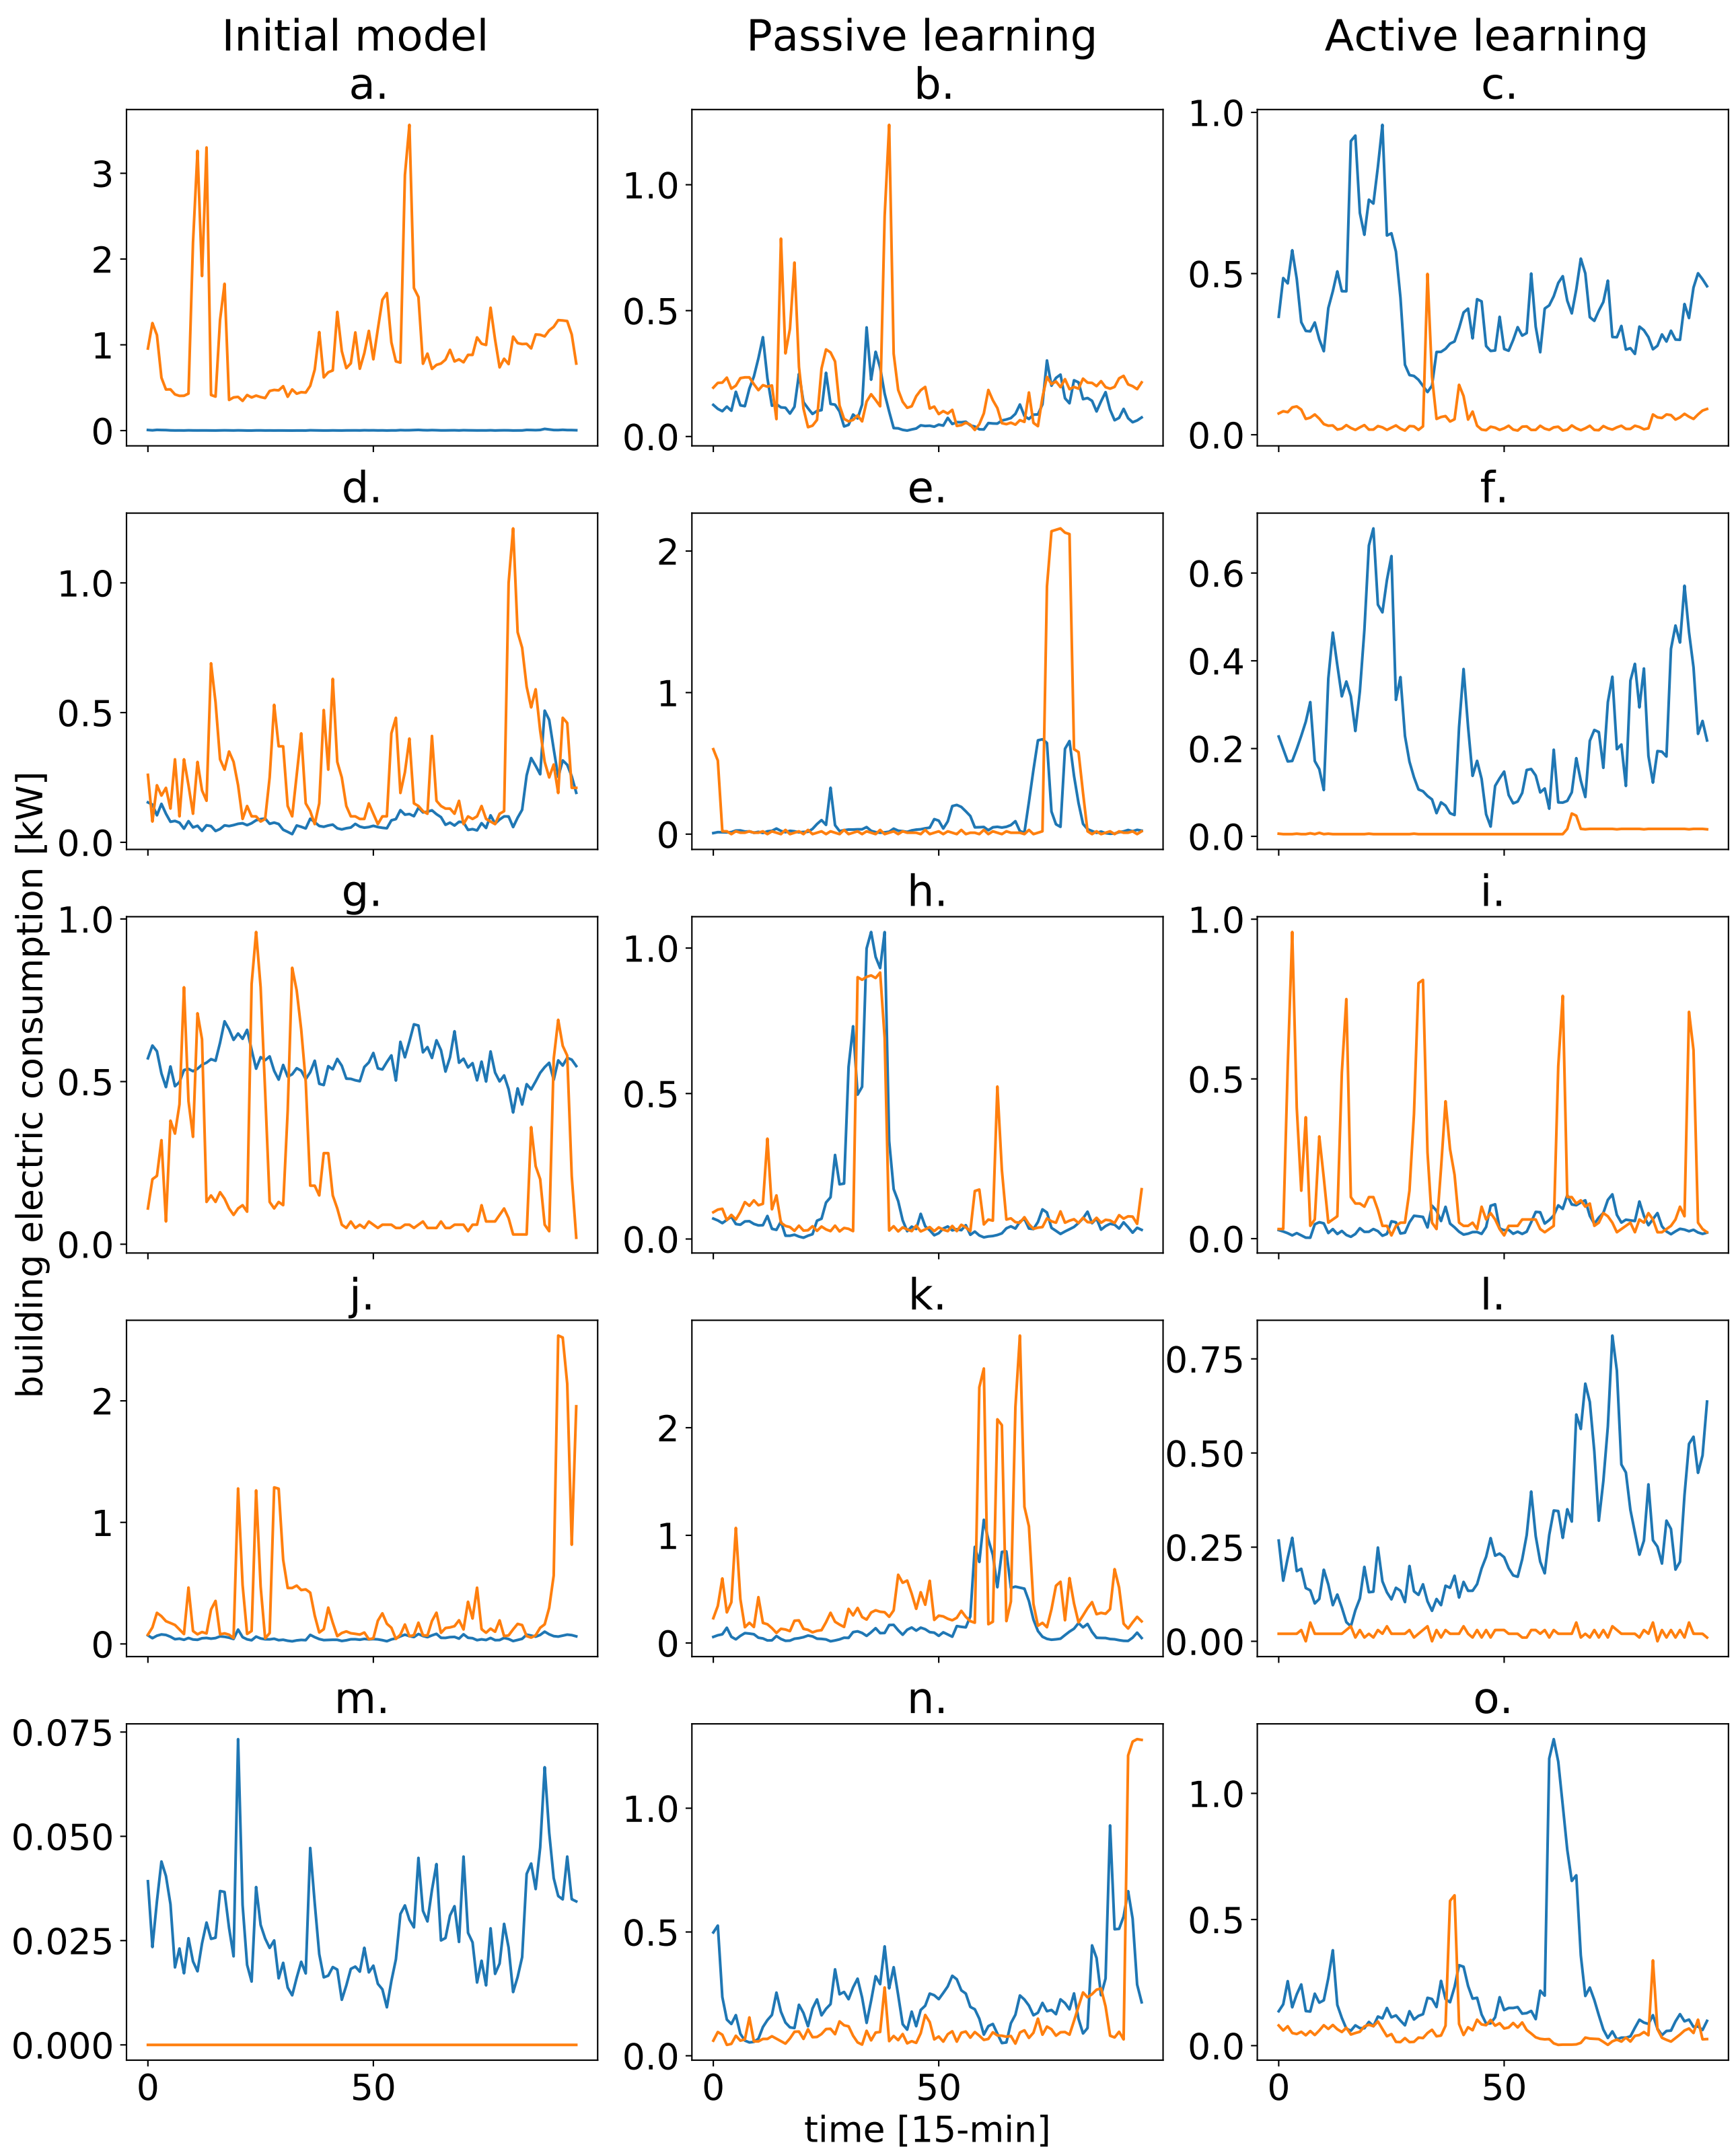 Initial model
Passive learning
Active learning
a.
b.
c.
3
2
1
0
1.0
0.5
0.0
1.0
0.5
0.0
d.
e.
f.
1.0
0.5
0.0
2
1
0
0.6
0.4
0.2
0.0
g.
h.
i.
1.0
0.5
0.0
1.0
0.5
0.0
1.0
0.5
0.0
j.
k.
l.
2
1
0
2
1
0
0.75
0.50
0.25
0.00
m.
n.
o.
0.075
0.050
0.025
0.000
1.0
0.5
0.0
1.0
0.5
0.0
0 50
0 50
0 50
time [15-min]
building electric consumption [kW]